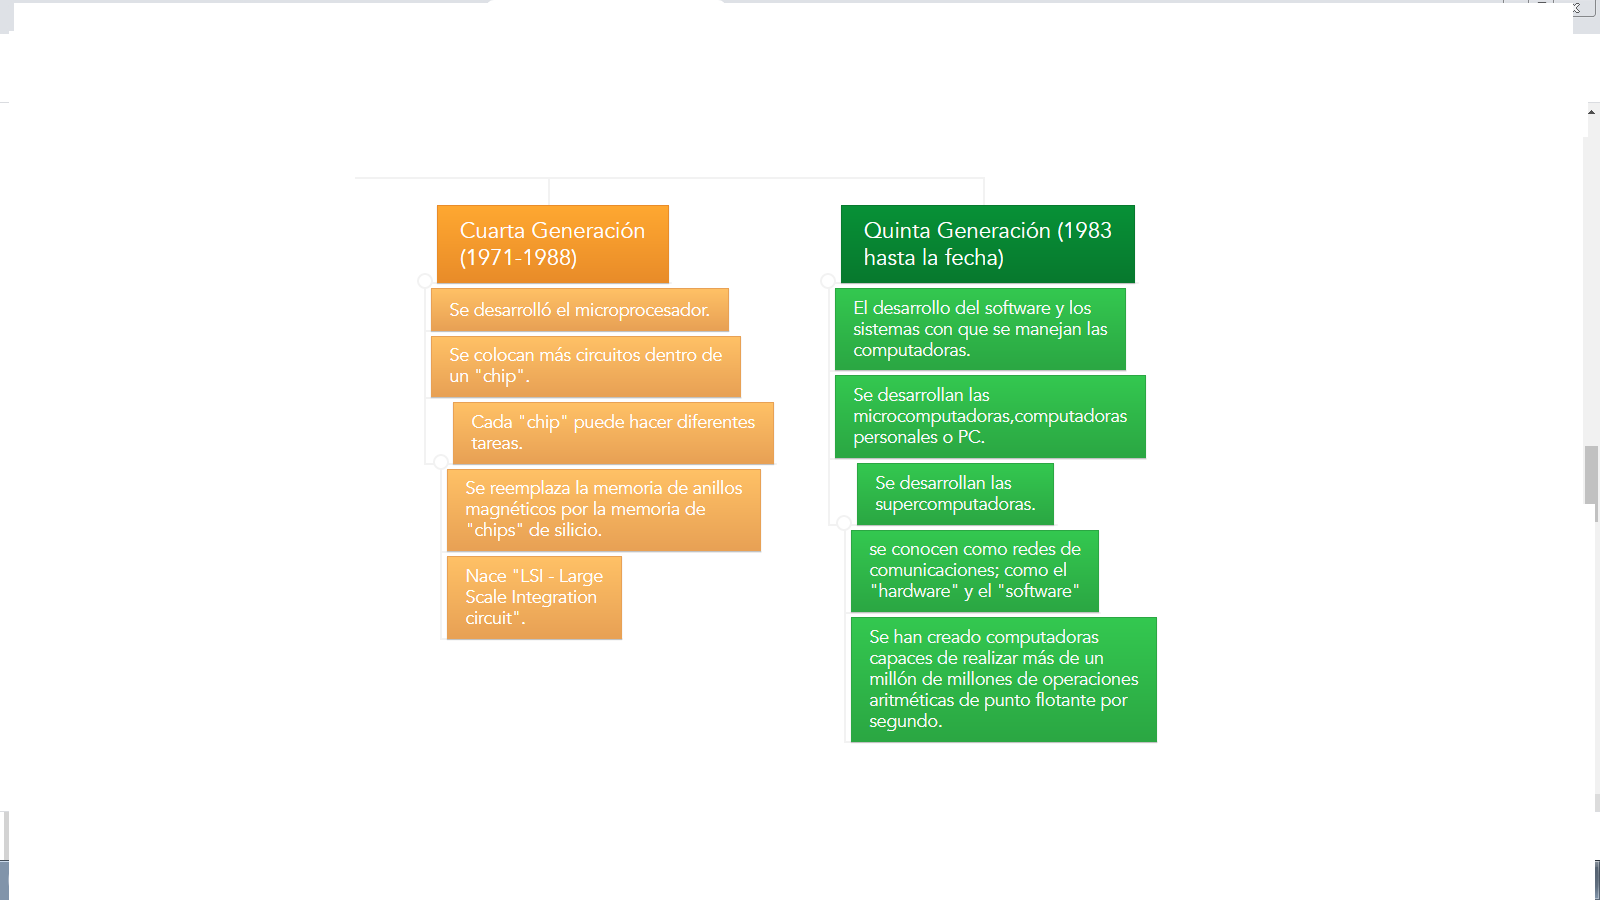 Cuarta Generación
(1971-1988)
Se desarrolló el microprocesador.
Se colocan más circuitos dentro de
un "chip".
Cada "chip" puede hacer diferentes
tareas.
Se reemplaza la memoria de anillos
magnéticos por la memoria de
"chips" de silicio.
Nace "LSI - Large
Scale Integration
circuit".
Quinta Generación (1983
hasta la fecha)
El desarrollo del software y los
sistemas con que se manejan las
computadoras.
Se desarrollan las
microcomputadoras,computadoras
personales o PC.
Se desarrollan las
supercomputadoras.
se conocen como redes de
comunicaciones; como el
"hardware" y el "software"
Se han creado computadoras
capaces de realizar más de un
millón de millones de operaciones
aritméticas de punto flotante por
segundo.